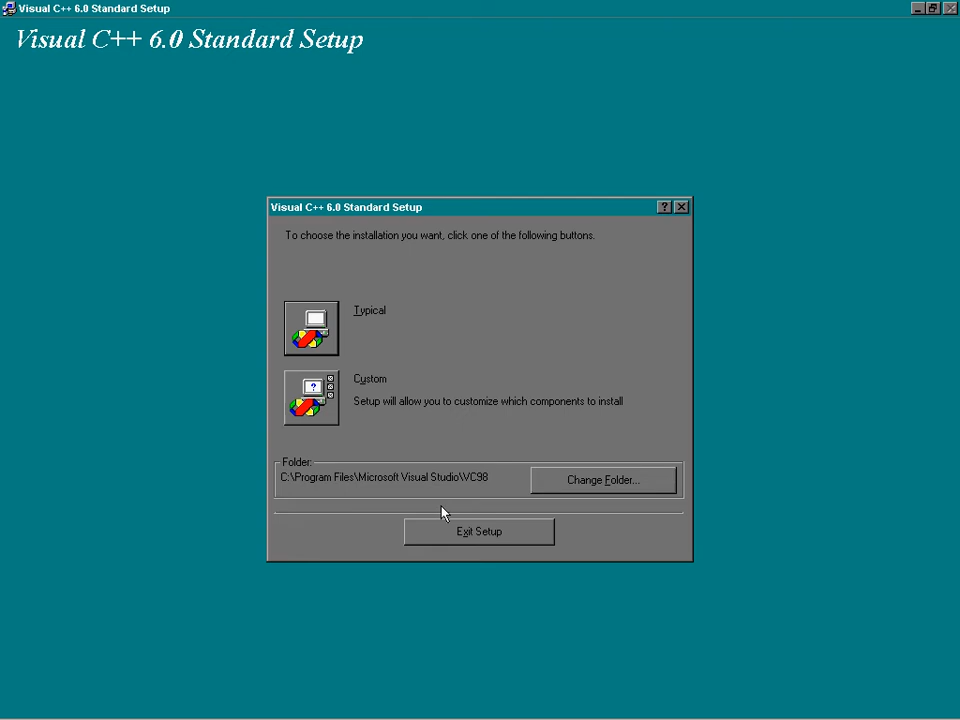 Visual C++ 6.0 Standard Setup
Visual C++ 6.0 Standard Setup
Visual C++ 6.0 Standard Setup
To choose the installation you want, click one of the following buttons.
Typical
Custom
Setup will allow you to customize which components to install
Folder:
C:\Program Files\Microsoft Visual Studio\VC98
Change Folder...
Exit Setup